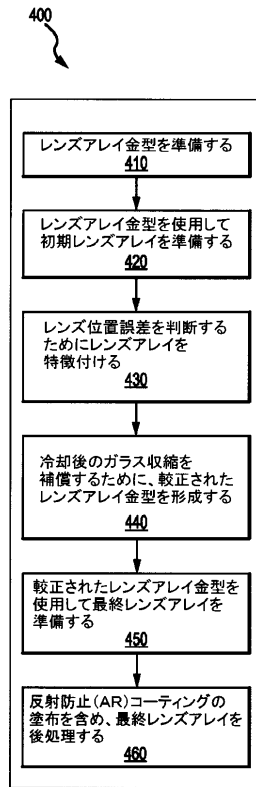 400
レンズアレイ金型を準備する
410
レンズアレイ金型を使用して
初期レンズアレイを準備する
420
レンズ位置誤差を判断する
ためにレンズアレイを
特徴付ける
430
冷却後のガラス収縮を
補償するために、較正された
レンズアレイ金型を形成する
440
較正されたレンズアレイ金型を
使用して最終レンズアレイを
準備する
450
反射防止(AR)コーティングの
塗布を含め、最終レンズアレイを
後処理する
460